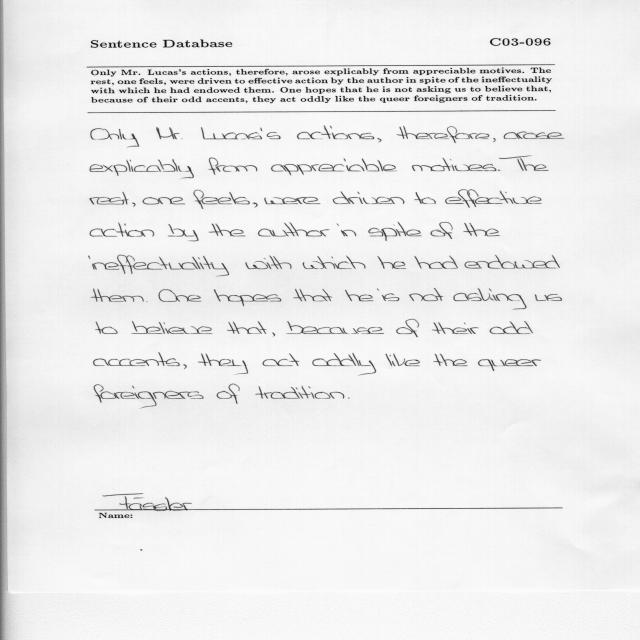 Sentence Database C03-096
Only Mr. Lucas's actions, therefore, arose explicably from appreciable motives. The
rest, one feels, were driven to effective action by the author in spite of the ineffectuality
with which he had endowed them. One hopes that he is not asking us to believe that,
because of their odd accents, they act oddly like the queer foreigners of tradition.
Only Mr. Lucas's actions, therefore, arose
explicably from appreciable motives. The
rest, one feels, were driven to effective
action by the author in spite of the
ineffectuality with which he had endowed
them. One hopes that he is not asking us
to believe that, because of their odd
accents, they act oddly like the queer
foreigners of tradition.
Fässler
Name: